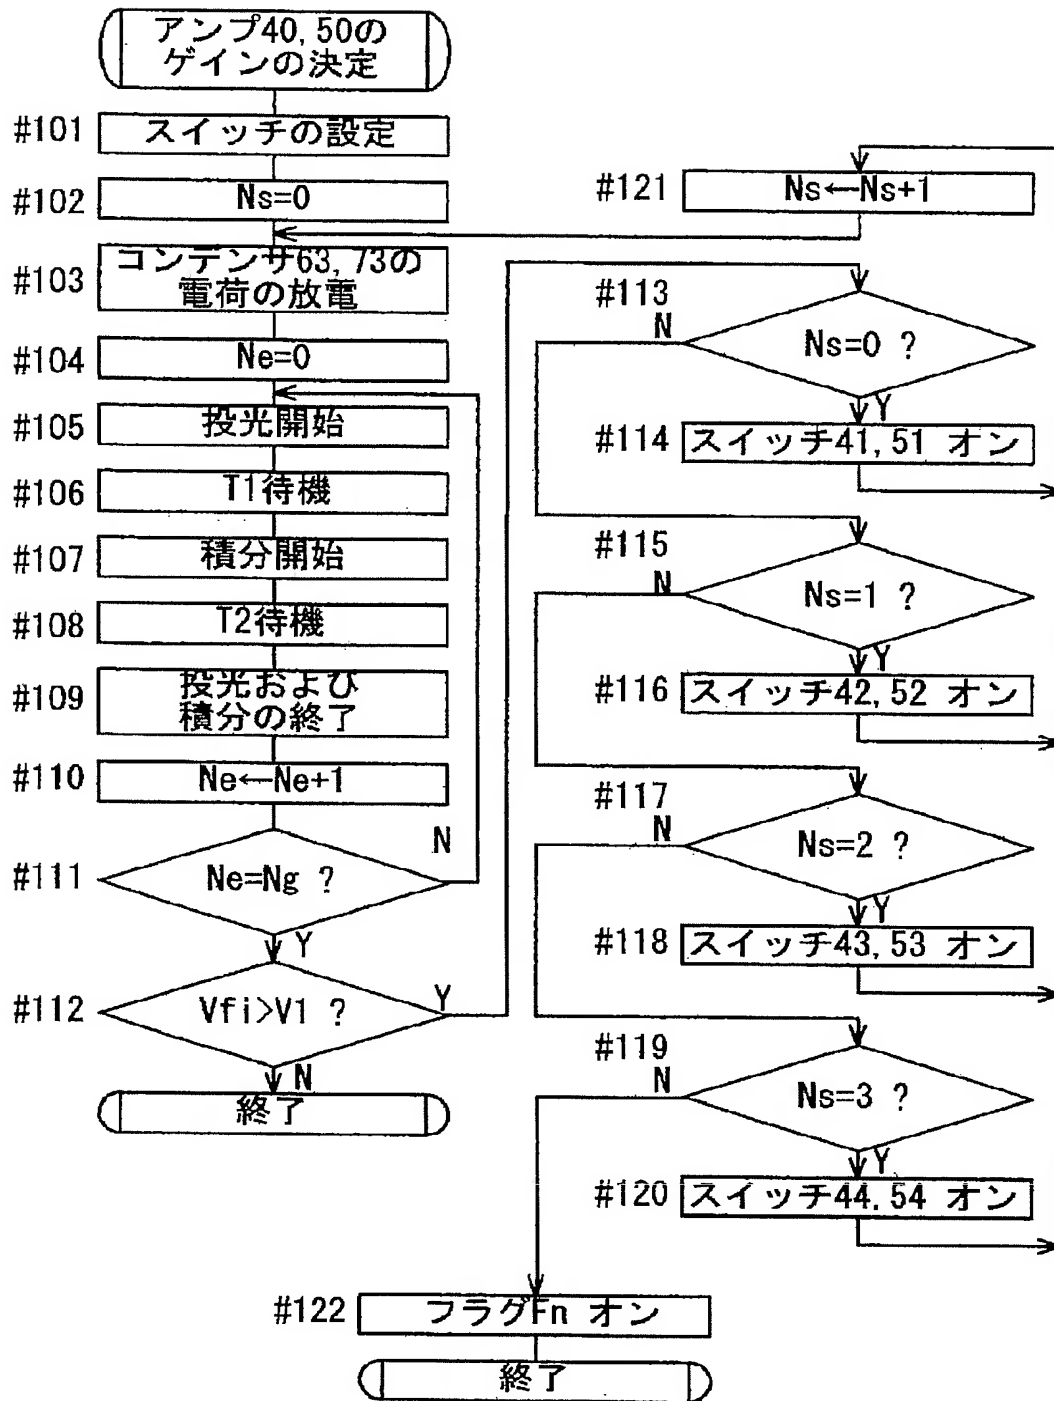 アンプ40,50の
ゲインの決定
#101 スイッチの設定
#102 Ns=0
#103 コンデンサ63,73の
電荷の放電
#104 Ne=0
#105 投光開始
#106 T1待機
#107 積分開始
#108 T2待機
#109 投光および
積分の終了
#110 Ne←Ne+1
#111 Ne=Ng ?
N
Y
#112 Vfi>V1 ?
Y
N
終了
#121 Ns←Ns+1
#113
N
Ns=0 ?
Y
#114 スイッチ41,51 オン
#115
N
Ns=1 ?
Y
#116 スイッチ42,52 オン
#117
N
Ns=2 ?
Y
#118 スイッチ43,53 オン
#119
N
Ns=3 ?
Y
#120 スイッチ44,54 オン
#122 フラグFn オン
終了